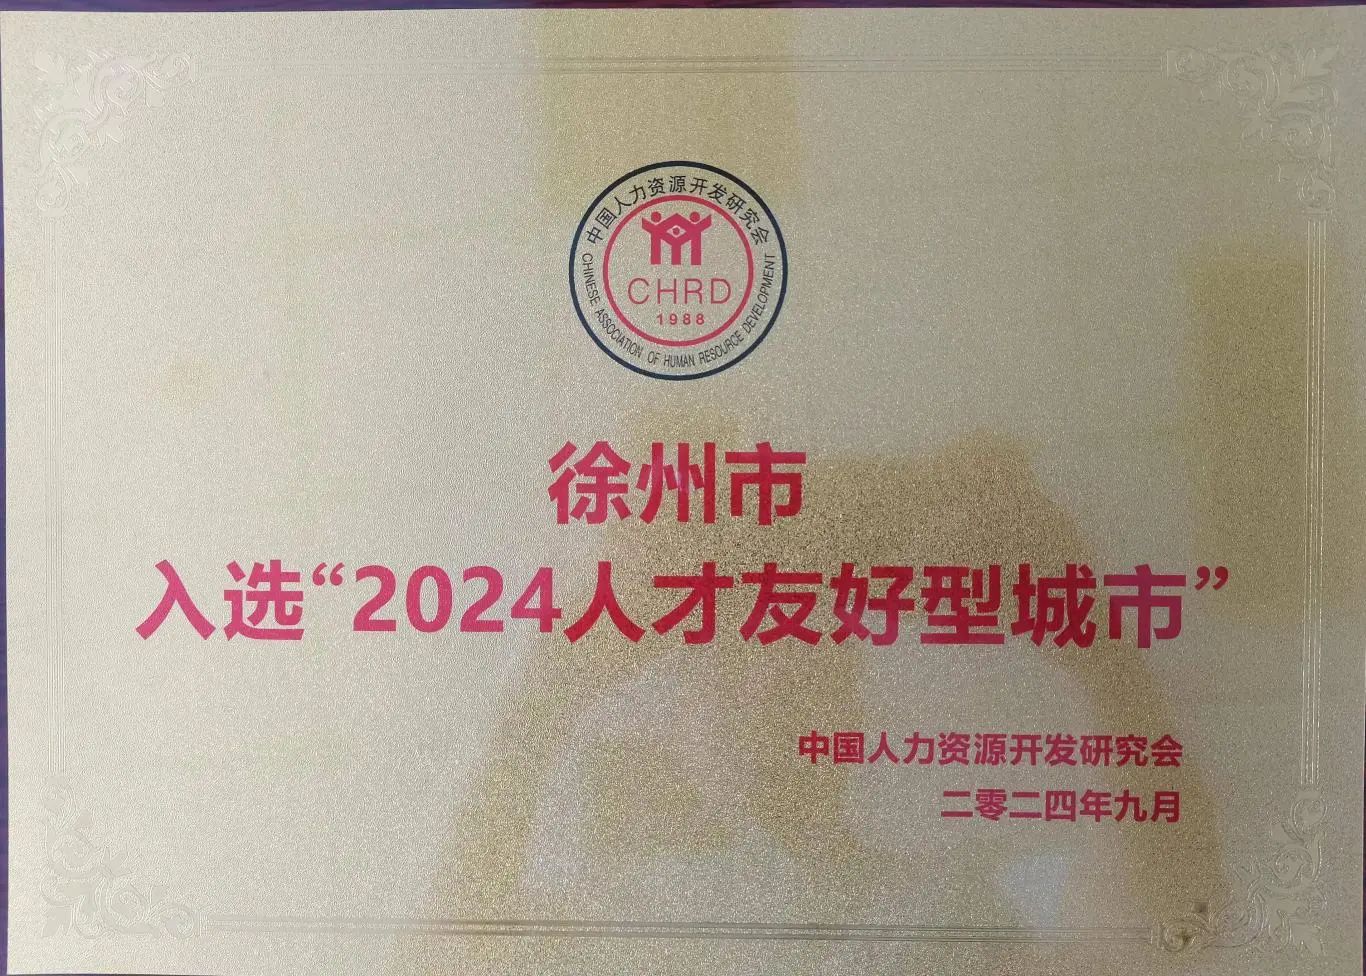 中国人力资源开发研究会
CHRD
1988
CHINESE ASSOCIATION OF HUMAN RESOURCE DEVELOPMENT
徐州市
入选“2024人才友好型城市”
中国人力资源开发研究会
二零二四年九月